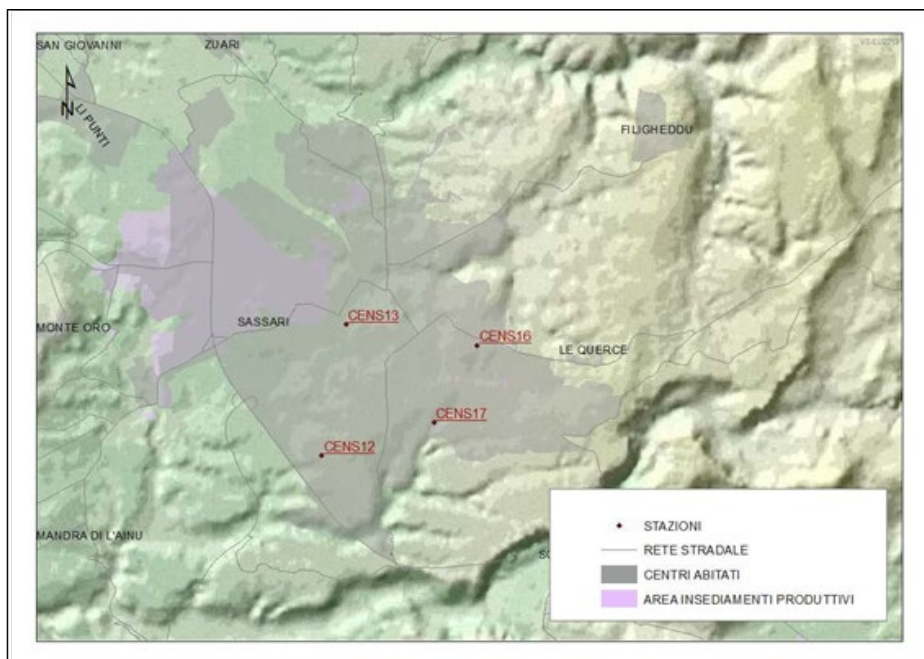 SAN GIOVANNI
ZUARI
N
LI PUNTI
FILIGHEDDU
SASSARI
CENS13
MONTE ORO
CENS16
LE QUERCE
CENS17
CENS12
MANDRA DI L'AINU
STAZIONI
RETE STRADALE
CENTRI ABITATI
AREA INSEDIAMENTI PRODUTTIVI